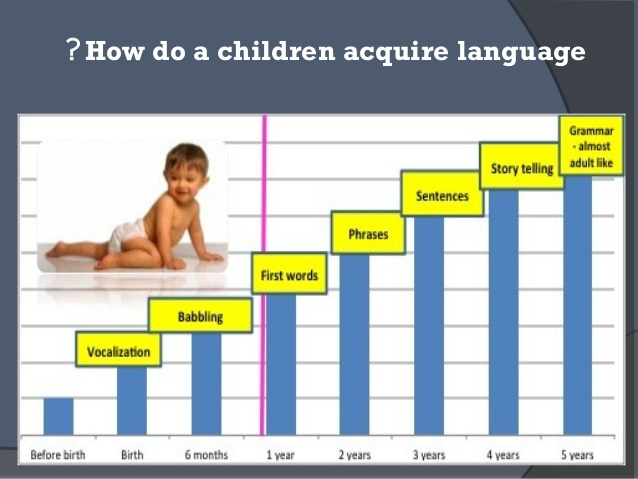 ? How do a children acquire language
Grammar
- almost
adult like
Story telling
Sentences
Phrases
First words
Babbling
Vocalization
Before birth
Birth
6 months
1 year
2 years
3 years
4 years
5 years